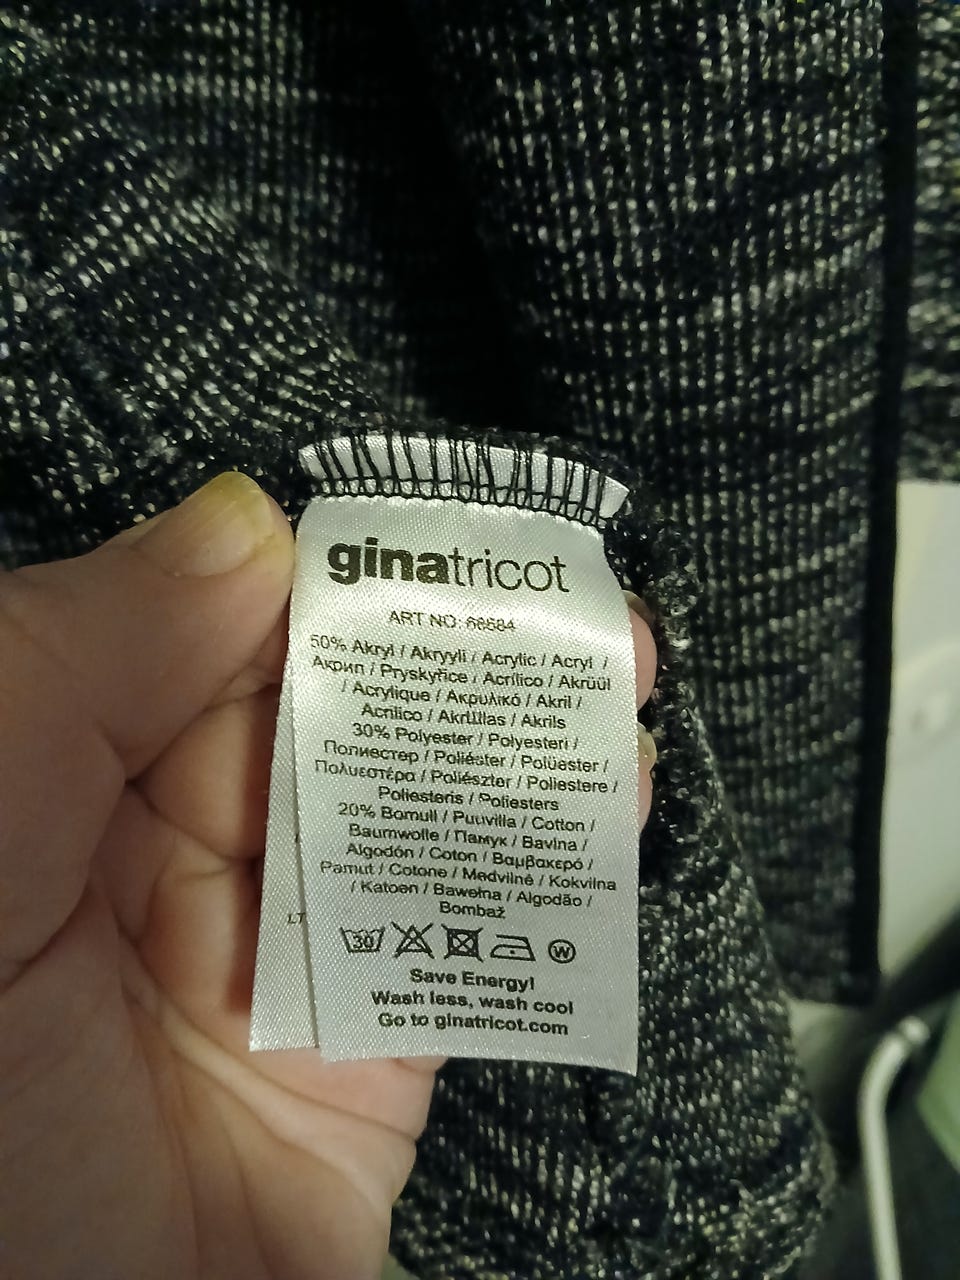 ginatricot
ART NO: 66584
50% Akryl / Akryyli / Acrylic / Acryl /
Акрил / Pryskyřice / Acrílico / Akrüül
/ Acrylique / Ακρυλικό / Akril /
Acrilico / Akrilas / Akrils
30% Polyester / Polyesteri /
Полиестер / Poliéster / Polüester /
Πολυεστέρα / Poliészter / Poliestere /
Poliesteris / Poliesters
20% Bomull / Puuvilla / Cotton /
Baumwolle / Памук / Bavlna /
Algodón / Coton / Βαμβακερό /
Pamut / Cotone / Medvilnė / Kokvilna
/ Katoen / Bawełna / Algodão /
Bombaž
30 W
Save Energy!
Wash less, wash cool
Go to ginatricot.com
LT